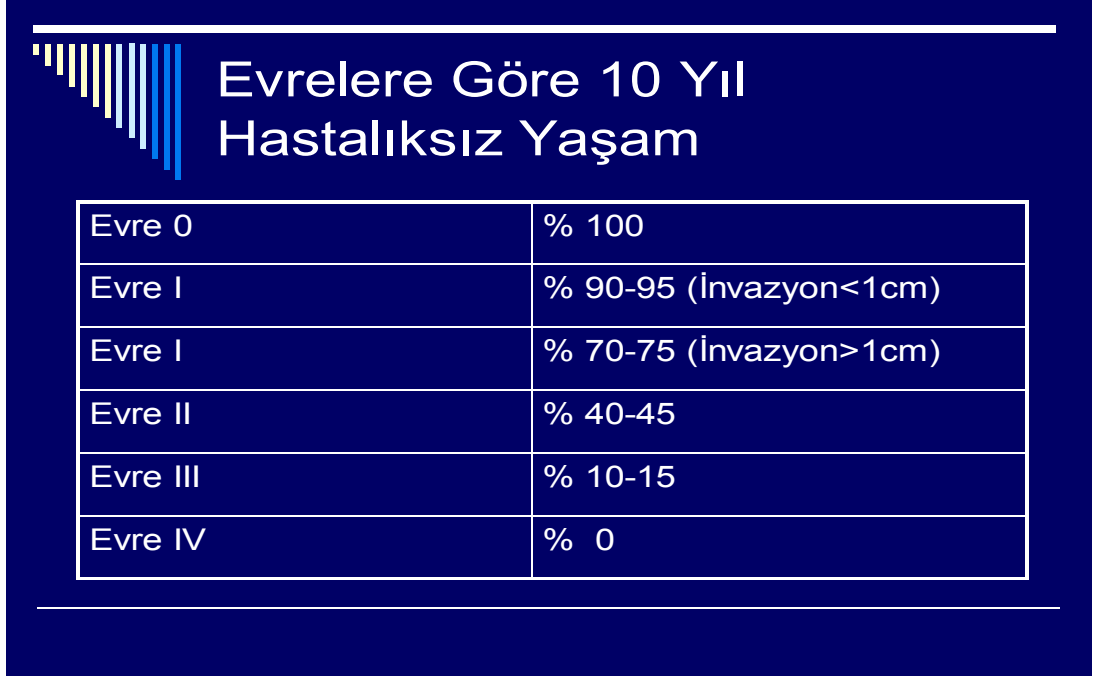 Evrelere Göre 10 Yıl
Hastalıksız Yaşam
Evre 0 % 100
Evre I % 90-95 (İnvazyon<1cm)
Evre I % 70-75 (İnvazyon>1cm)
Evre II % 40-45
Evre III % 10-15
Evre IV % 0